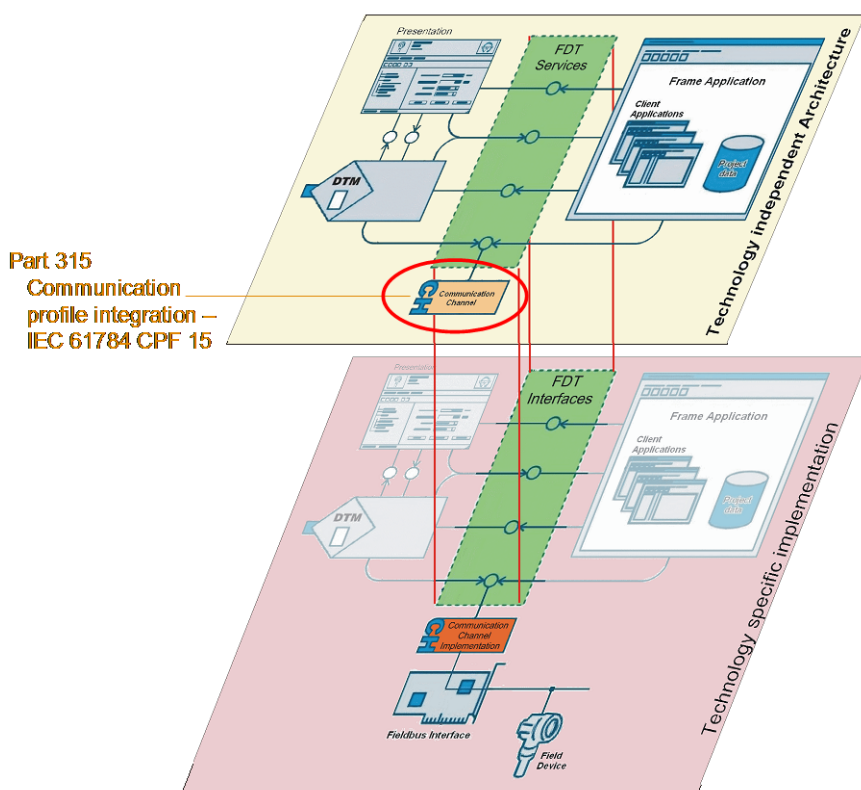 Presentation
FDT
Services
Frame Application
Client
Applications
Project
data
DTM
Technology independent Architecture
Part 315
Communication
profile integration –
IEC 61784 CPF 15
CH
Communication
Channel
Presentation
FDT
Interfaces
Frame Application
Client
Applications
Project
data
DTM
Technology specific implementation
CH
Communication
Channel
Implementation
Fieldbus Interface
Field
Device